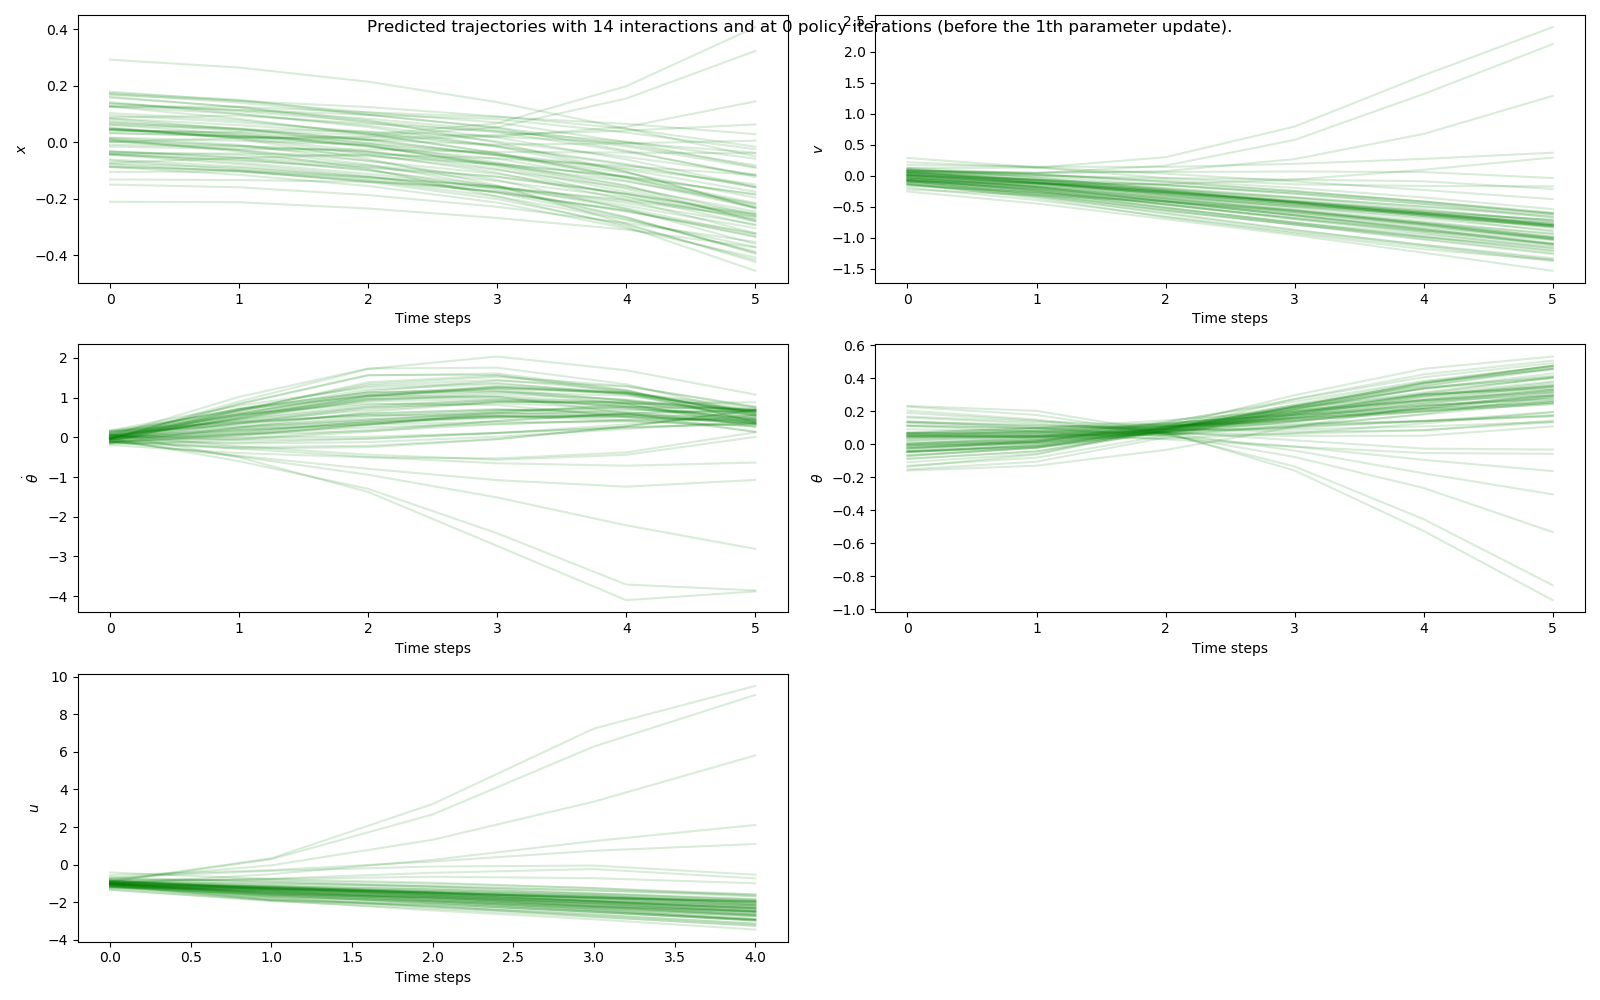 Predicted trajectories with 14 interactions and at 0 policy iterations (before the 1th parameter update).
0.4
0.2
0.0
−0.2
−0.4
x
0 1 2 3 4 5
Time steps
2.5
2.0
1.5
1.0
0.5
0.0
−0.5
−1.0
−1.5
v
0 1 2 3 4 5
Time steps
2
1
0
−1
−2
−3
−4
θ̇
0 1 2 3 4 5
Time steps
0.6
0.4
0.2
0.0
−0.2
−0.4
−0.6
−0.8
−1.0
θ
0 1 2 3 4 5
Time steps
10
8
6
4
2
0
−2
−4
u
0.0 0.5 1.0 1.5 2.0 2.5 3.0 3.5 4.0
Time steps